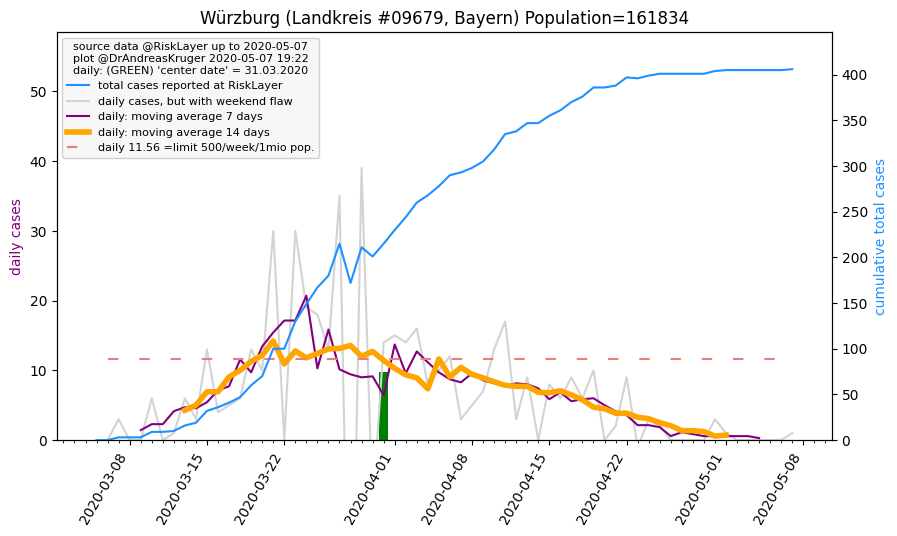 Würzburg (Landkreis #09679, Bayern) Population=161834
source data @RiskLayer up to 2020-05-07
plot @DrAndreasKruger 2020-05-07 19:22
daily: (GREEN) 'center date' = 31.03.2020
total cases reported at RiskLayer
daily cases, but with weekend flaw
daily: moving average 7 days
daily: moving average 14 days
daily 11.56 =limit 500/week/1mio pop.
daily cases
50
40
30
20
10
0
cumulative total cases
400
350
300
250
200
150
100
50
0
2020-03-08
2020-03-15
2020-03-22
2020-04-01
2020-04-08
2020-04-15
2020-04-22
2020-05-01
2020-05-08